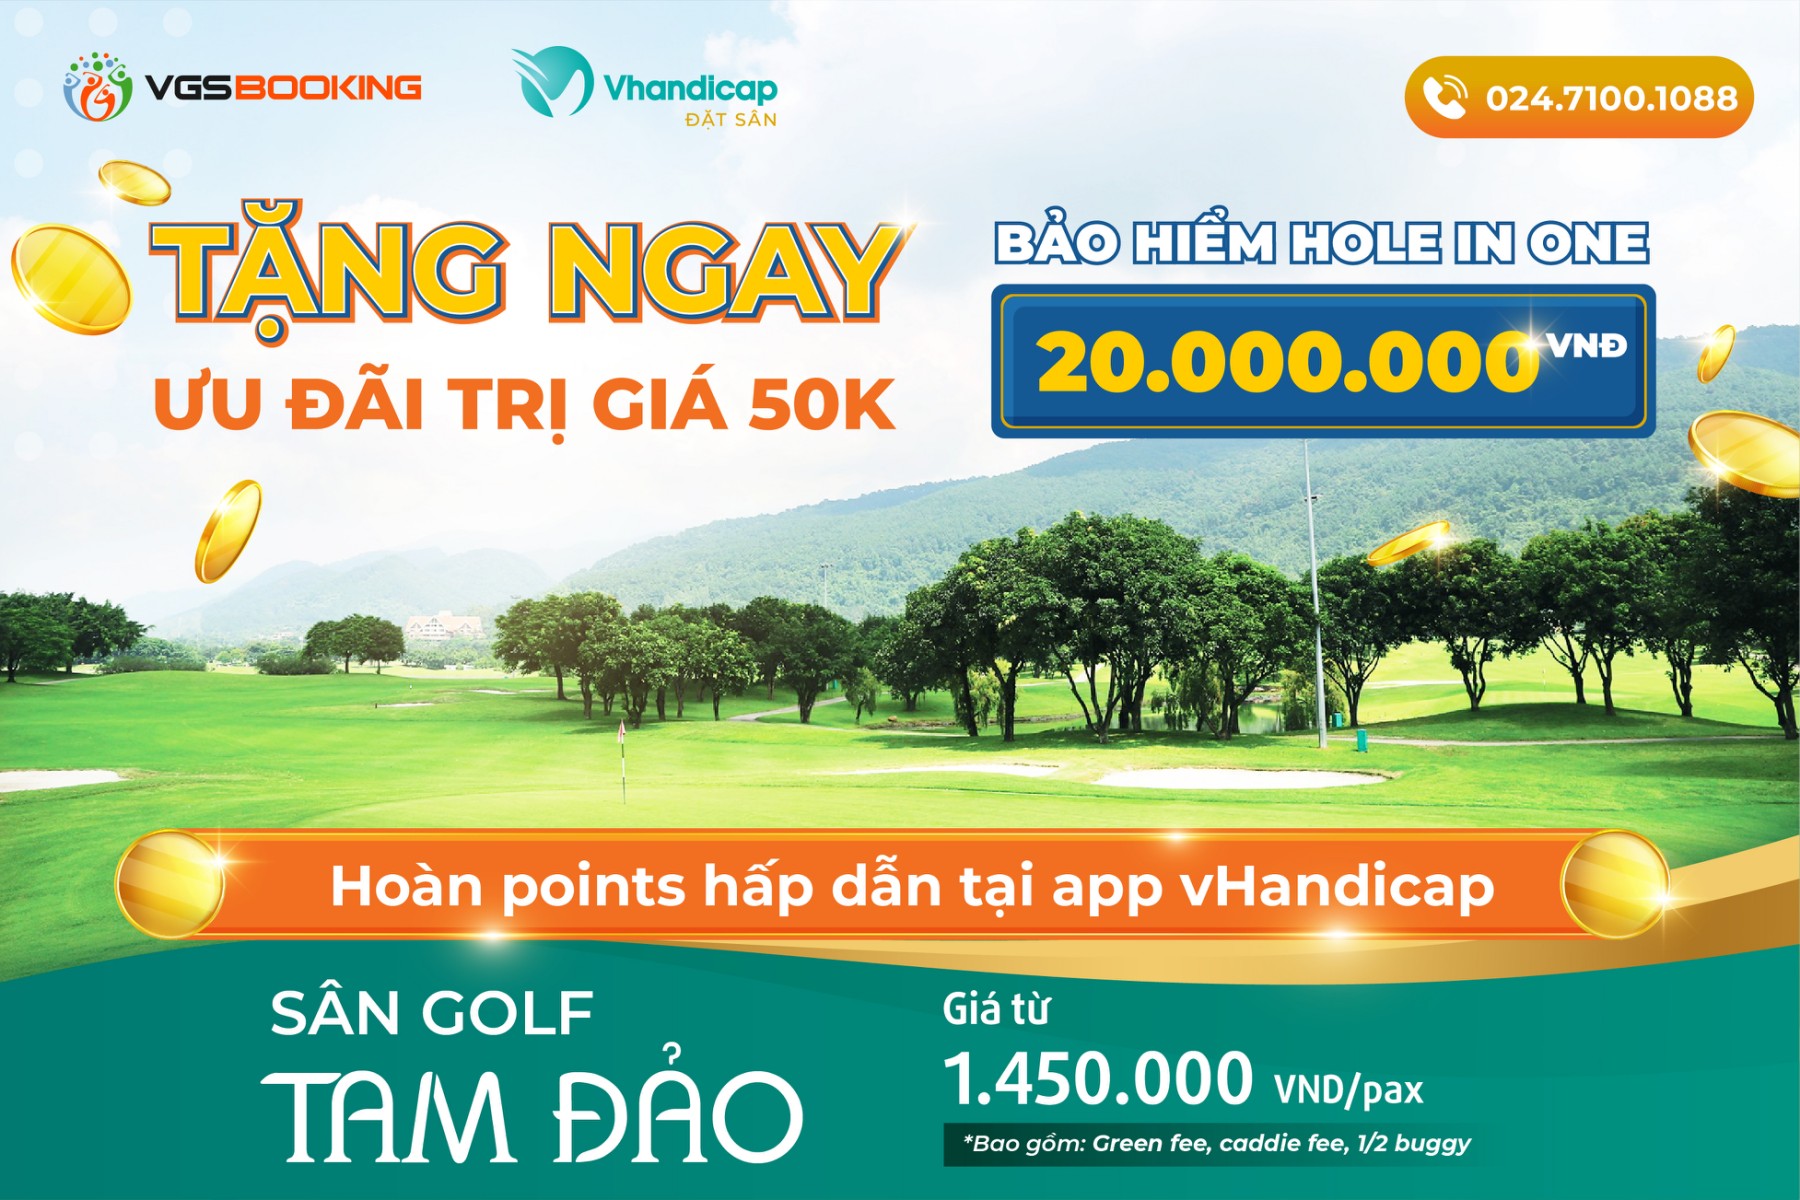 VGSBOOKING
Vhandicap
ĐẶT SÂN
024.7100.1088
TẶNG NGAY
ƯU ĐÃI TRỊ GIÁ 50K
BẢO HIỂM HOLE IN ONE
20.000.000 VNĐ
Hoàn points hấp dẫn tại app vHandicap
SÂN GOLF
TAM ĐẢO
Giá từ
1.450.000 VND/pax
*Bao gồm: Green fee, caddie fee, 1/2 buggy